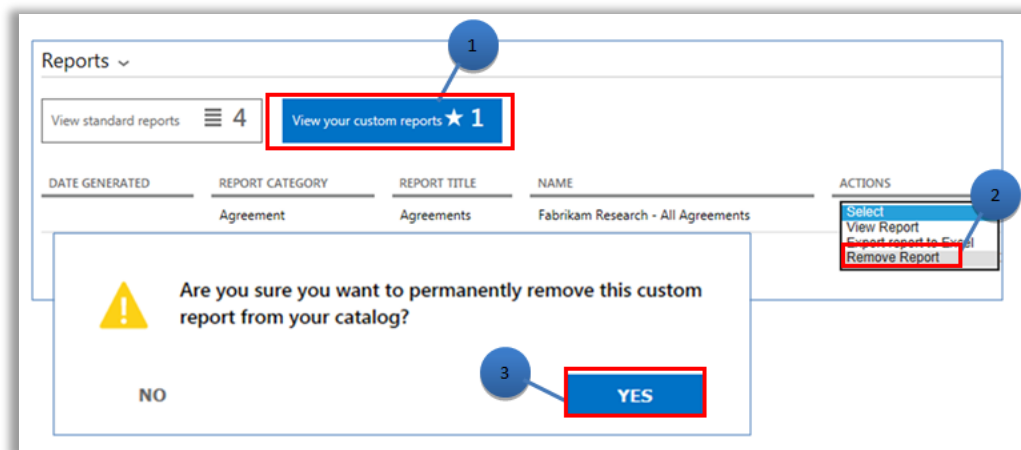 1
Reports
View standard reports 4
View your custom reports ★ 1
DATE GENERATED REPORT CATEGORY REPORT TITLE NAME ACTIONS
2
Agreement Agreements Fabrikam Research - All Agreements Select
View Report
Export report to Excel
Remove Report
Are you sure you want to permanently remove this custom
report from your catalog?
3
NO YES